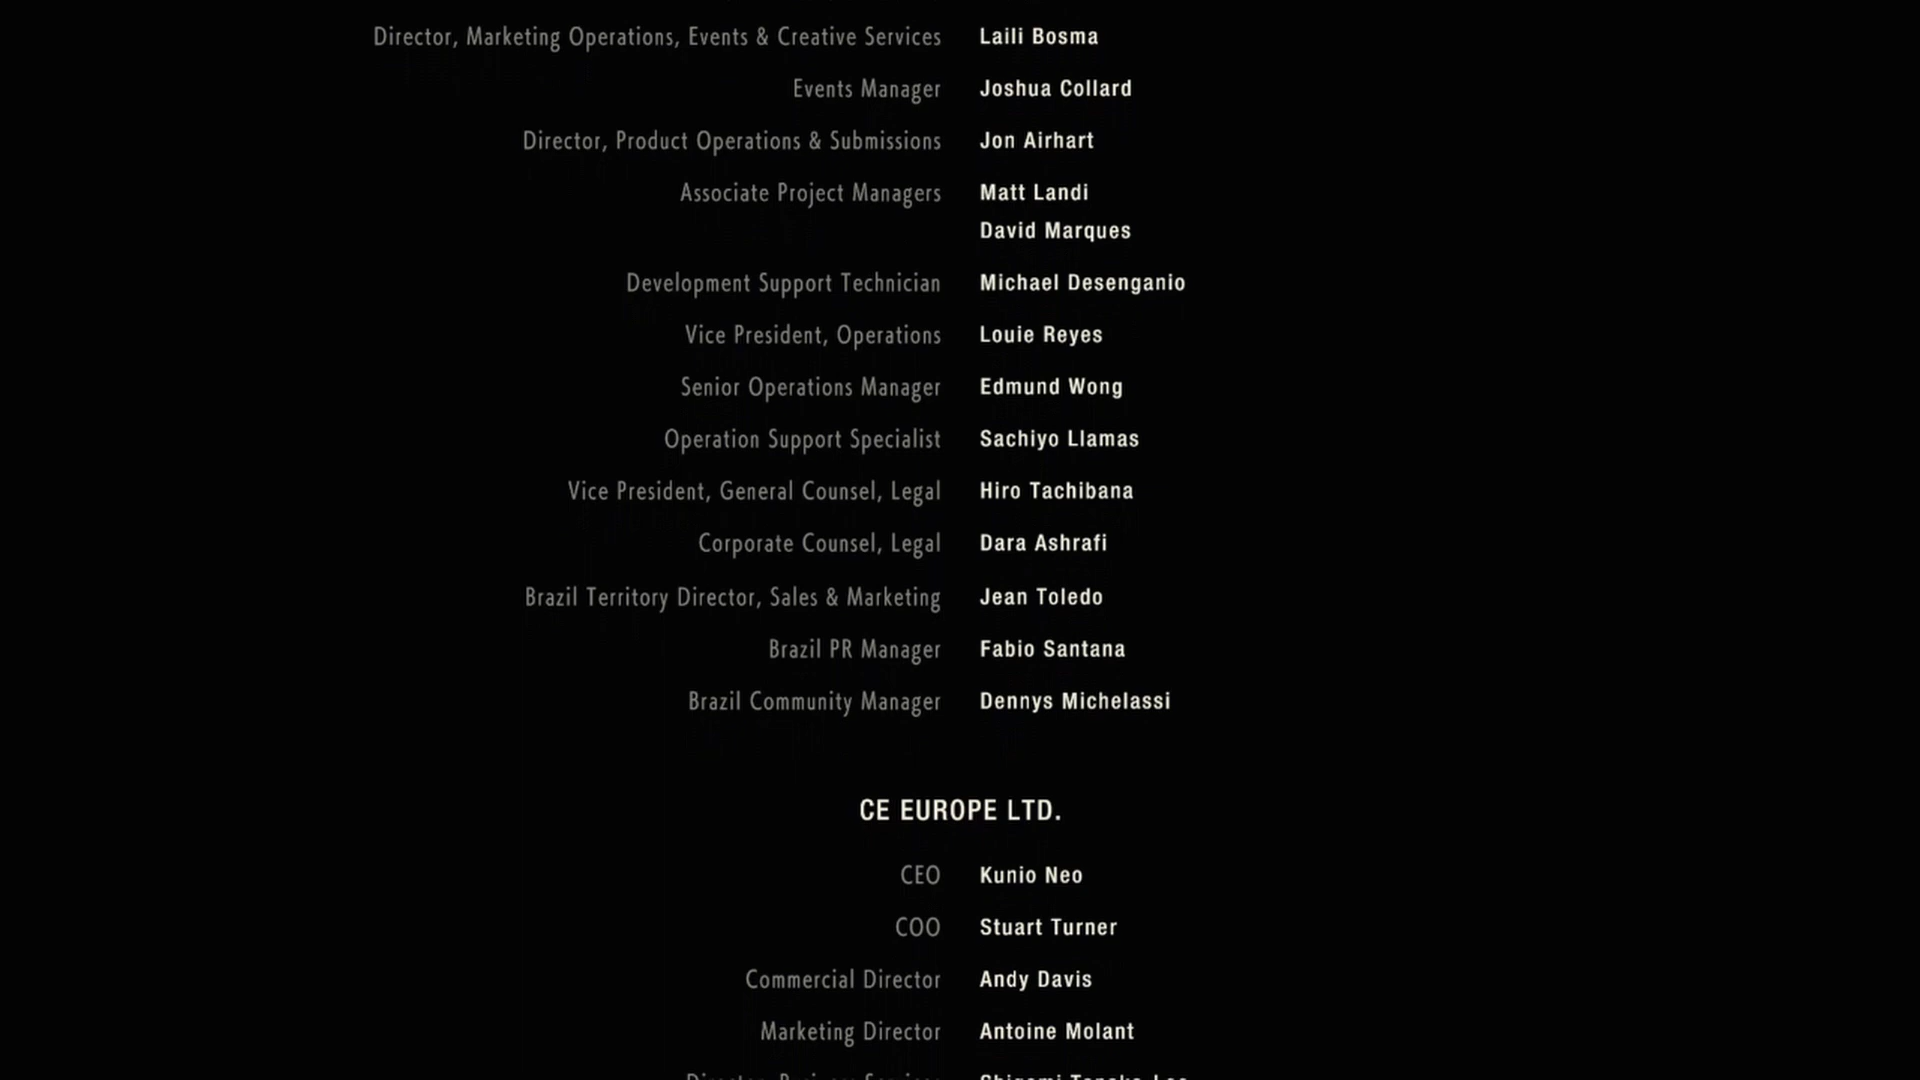 Director, Marketing Operations, Events & Creative Services Laili Bosma
Events Manager Joshua Collard
Director, Product Operations & Submissions Jon Airhart
Associate Project Managers Matt Landi
David Marques
Development Support Technician Michael Desenganio
Vice President, Operations Louie Reyes
Senior Operations Manager Edmund Wong
Operation Support Specialist Sachiyo Llamas
Vice President, General Counsel, Legal Hiro Tachibana
Corporate Counsel, Legal Dara Ashrafi
Brazil Territory Director, Sales & Marketing Jean Toledo
Brazil PR Manager Fabio Santana
Brazil Community Manager Dennys Michelassi
CE EUROPE LTD.
CEO Kunio Neo
COO Stuart Turner
Commercial Director Andy Davis
Marketing Director Antoine Molant